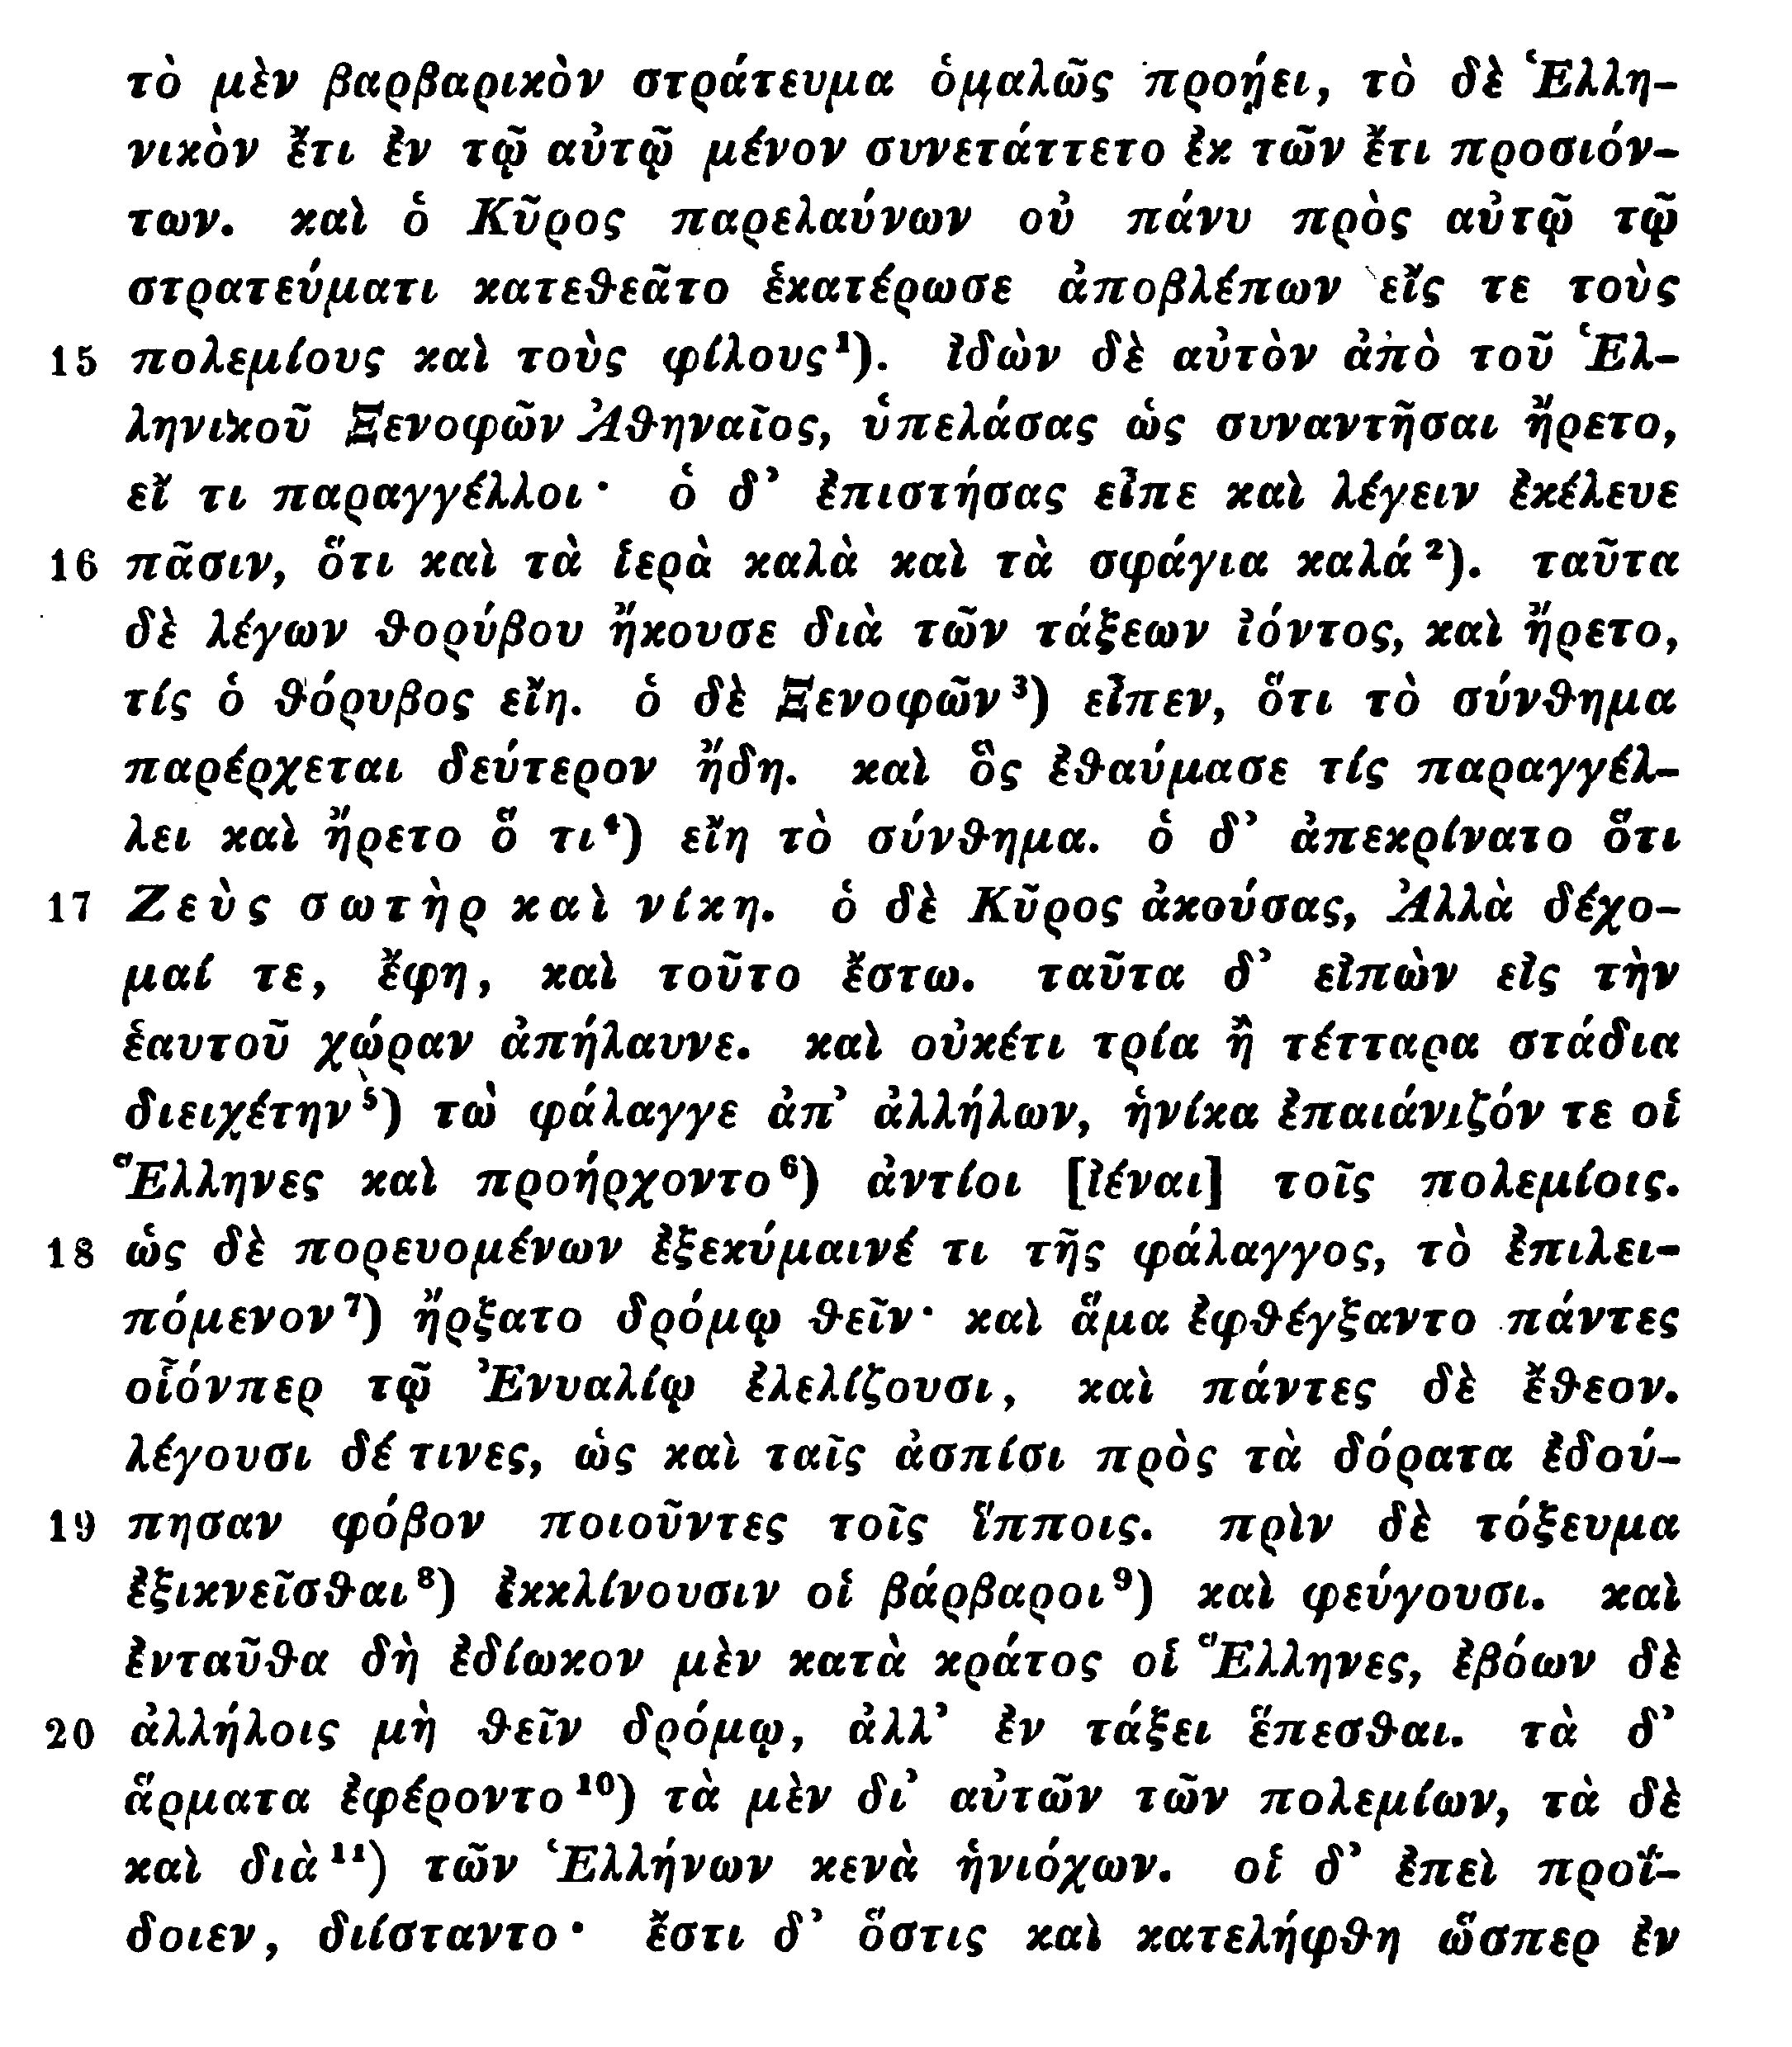 τὸ μὲν βαρβαρικὸν στράτευμα ὁμαλῶς προῄει, τὸ δὲ Ἑλλη-
νικὸν ἔτι ἐν τῷ αὐτῷ μένον συνετάττετο ἐκ τῶν ἔτι προσιόν-
των. καὶ ὁ Κῦρος παρελαύνων οὐ πάνυ πρὸς αὐτῷ τῷ
στρατεύματι κατεθεᾶτο ἑκατέρωσε ἀποβλέπων εἴς τε τοὺς
15 πολεμίους καὶ τοὺς φίλους¹). ἰδὼν δὲ αὐτὸν ἀπὸ τοῦ Ἑλ-
ληνικοῦ Ξενοφῶν Ἀθηναῖος, ὑπελάσας ὡς συναντῆσαι ἤρετο,
εἴ τι παραγγέλλοι· ὁ δ’ ἐπιστήσας εἶπε καὶ λέγειν ἐκέλευε
16 πᾶσιν, ὅτι καὶ τὰ ἱερὰ καλὰ καὶ τὰ σφάγια καλά²). ταῦτα
δὲ λέγων θορύβου ἤκουσε διὰ τῶν τάξεων ἰόντος, καὶ ἤρετο,
τίς ὁ θόρυβος εἴη. ὁ δὲ Ξενοφῶν³) εἶπεν, ὅτι τὸ σύνθημα
παρέρχεται δεύτερον ἤδη. καὶ ὃς ἐθαύμασε τίς παραγγέλ-
λει καὶ ἤρετο ὅ τι⁴) εἴη τὸ σύνθημα. ὁ δ’ ἀπεκρίνατο ὅτι
17 Ζεὺς σωτὴρ καὶ νίκη. ὁ δὲ Κῦρος ἀκούσας, Ἀλλὰ δέχο-
μαί τε, ἔφη, καὶ τοῦτο ἔστω. ταῦτα δ’ εἰπὼν εἰς τὴν
ἑαυτοῦ χώραν ἀπήλαυνε. καὶ οὐκέτι τρία ἢ τέτταρα στάδια
διειχέτην⁵) τὼ φάλαγγε ἀπ’ ἀλλήλων, ἡνίκα ἐπαιάνιζόν τε οἱ
Ἕλληνες καὶ προήρχοντο⁶) ἀντίοι [ἰέναι] τοῖς πολεμίοις.
18 ὡς δὲ πορευομένων ἐξεκύμαινέ τι τῆς φάλαγγος, τὸ ἐπιλει-
πόμενον⁷) ἤρξατο δρόμῳ θεῖν· καὶ ἅμα ἐφθέγξαντο πάντες
οἷόνπερ τῷ Ἐνυαλίῳ ἐλελίζουσι, καὶ πάντες δὲ ἔθεον.
λέγουσι δέ τινες, ὡς καὶ ταῖς ἀσπίσι πρὸς τὰ δόρατα ἐδού-
19 πησαν φόβον ποιοῦντες τοῖς ἵπποις. πρὶν δὲ τόξευμα
ἐξικνεῖσθαι⁸) ἐκκλίνουσιν οἱ βάρβαροι⁹) καὶ φεύγουσι. καὶ
ἐνταῦθα δὴ ἐδίωκον μὲν κατὰ κράτος οἱ Ἕλληνες, ἐβόων δὲ
20 ἀλλήλοις μὴ θεῖν δρόμῳ, ἀλλ’ ἐν τάξει ἕπεσθαι. τὰ δ’
ἅρματα ἐφέροντο¹⁰) τὰ μὲν δι’ αὐτῶν τῶν πολεμίων, τὰ δὲ
καὶ διὰ¹¹) τῶν Ἑλλήνων κενὰ ἡνιόχων. οἱ δ’ ἐπεὶ προΐ-
δοιεν, διίσταντο· ἔστι δ’ ὅστις καὶ κατελήφθη ὥσπερ ἐν